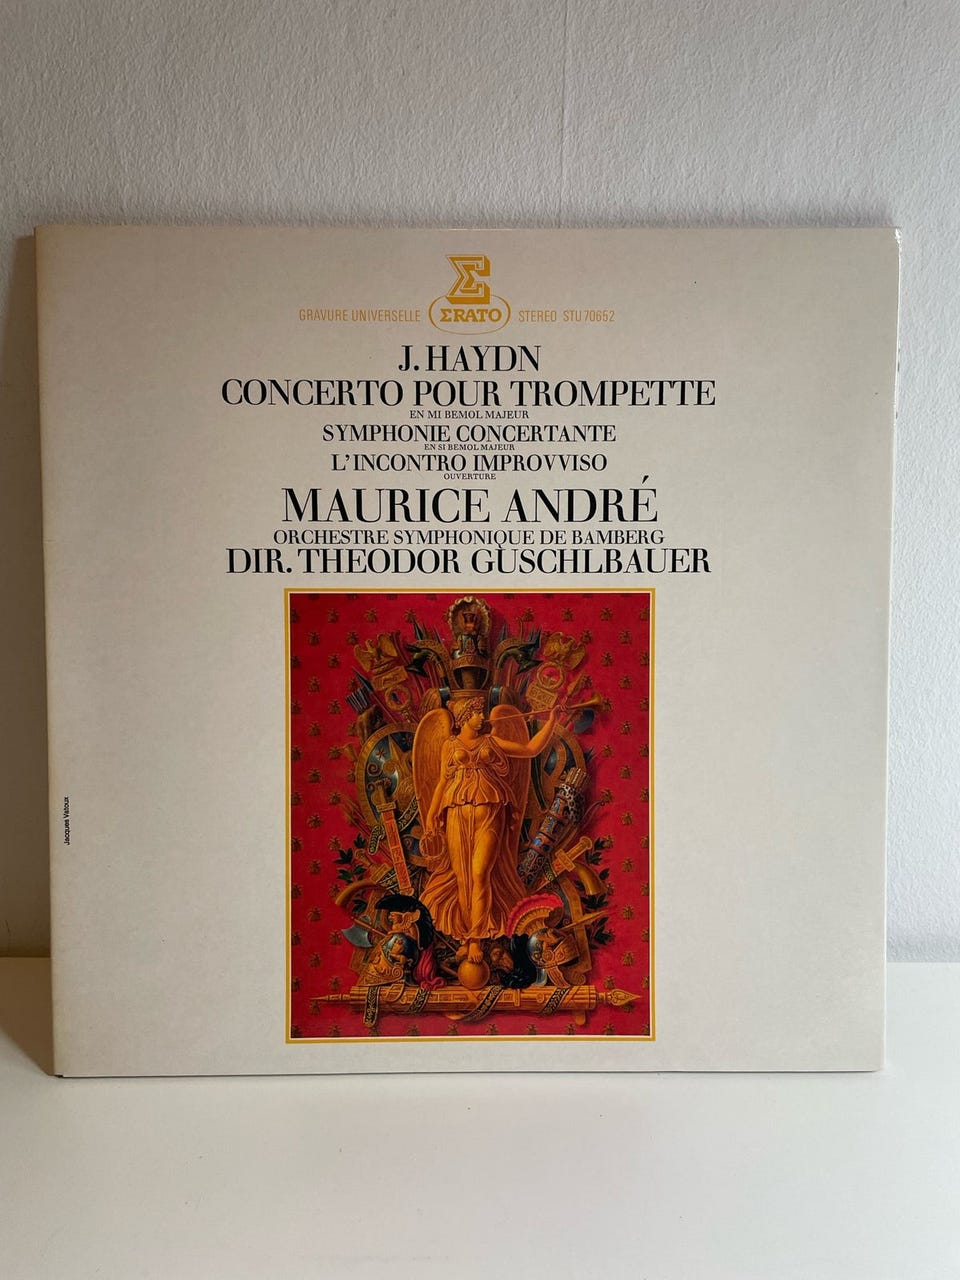 GRAVURE UNIVERSELLE ΣRATO STEREO STU 70652
J. HAYDN
CONCERTO POUR TROMPETTE
EN MI BEMOL MAJEUR
SYMPHONIE CONCERTANTE
EN SI BEMOL MAJEUR
L'INCONTRO IMPROVVISO
OUVERTURE
MAURICE ANDRÉ
ORCHESTRE SYMPHONIQUE DE BAMBERG
DIR. THEODOR GUSCHLBAUER
Jacques Vatoux